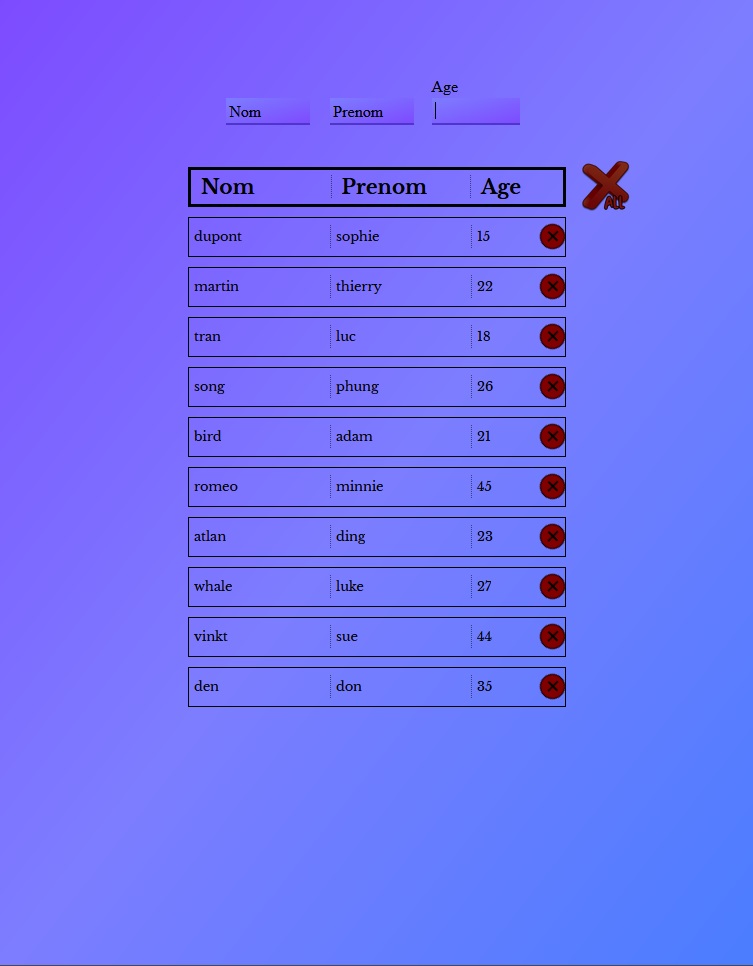 Age
Nom Prenom
Nom Prenom Age
ALL
dupont sophie 15
martin thierry 22
tran luc 18
song phung 26
bird adam 21
romeo minnie 45
atlan ding 23
whale luke 27
vinkt sue 44
den don 35